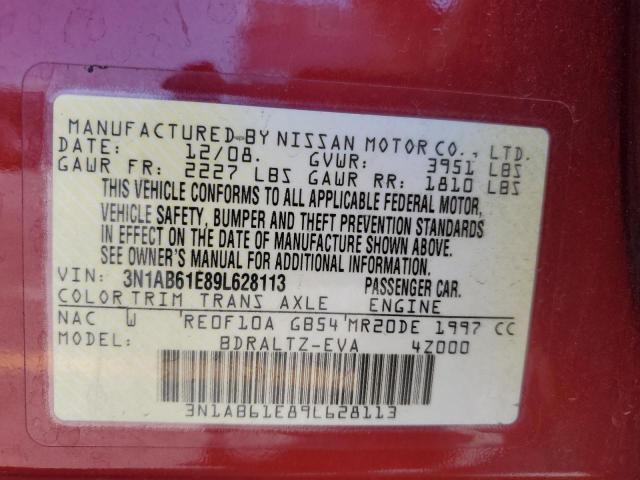 MANUFACTURED BY NISSAN MOTOR CO., LTD.
DATE: 12/08. GVWR: 3951 LBS
GAWR FR: 2227 LBS GAWR RR: 1810 LBS
THIS VEHICLE CONFORMS TO ALL APPLICABLE FEDERAL MOTOR,
VEHICLE SAFETY, BUMPER AND THEFT PREVENTION STANDARDS
IN EFFECT ON THE DATE OF MANUFACTURE SHOWN ABOVE.
SEE OWNER'S MANUAL FOR ADDITIONAL INFORMATION.
VIN: 3N1AB61E89L628113 PASSENGER CAR.
COLOR TRIM TRANS AXLE ENGINE
NAC W RE0F10A GB54 MR20DE 1997 CC
MODEL: BDRALTZ-EVA 4Z000
3N1AB61E89L628113